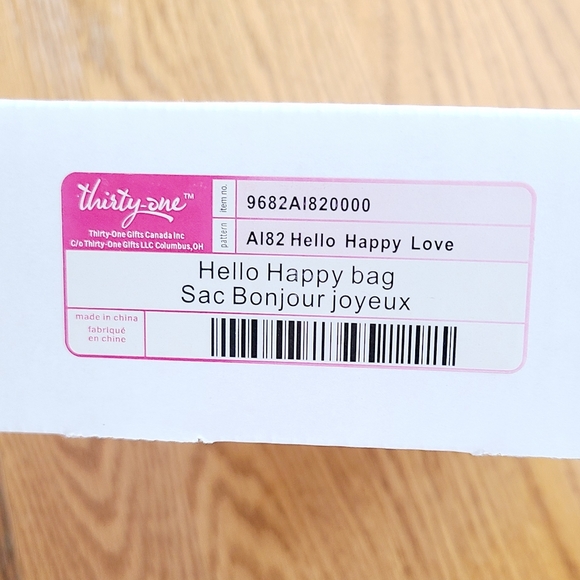 thirty-one™
Thirty-One Gifts Canada Inc
C/o Thirty-One Gifts LLC Columbus,OH
item no.
9682AI820000
pattern
AI82 Hello Happy Love
Hello Happy bag
Sac Bonjour joyeux
made in china
fabriqué
en chine